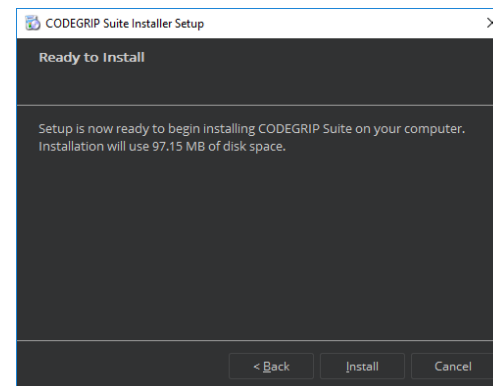 CODEGRIP Suite Installer Setup
Ready to Install
Setup is now ready to begin installing CODEGRIP Suite on your computer.
Installation will use 97.15 MB of disk space.
< Back Install Cancel